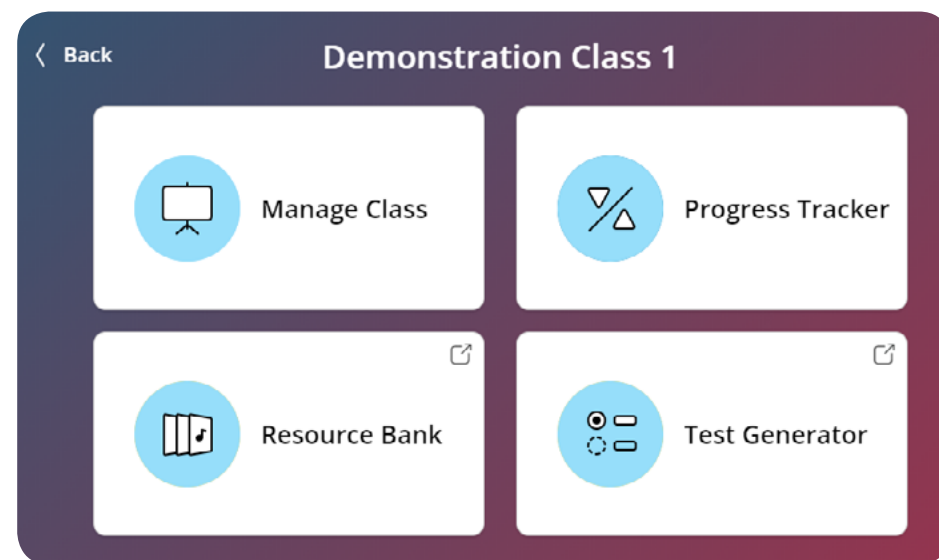 Back
Demonstration Class 1
Manage Class
Progress Tracker
Resource Bank
Test Generator